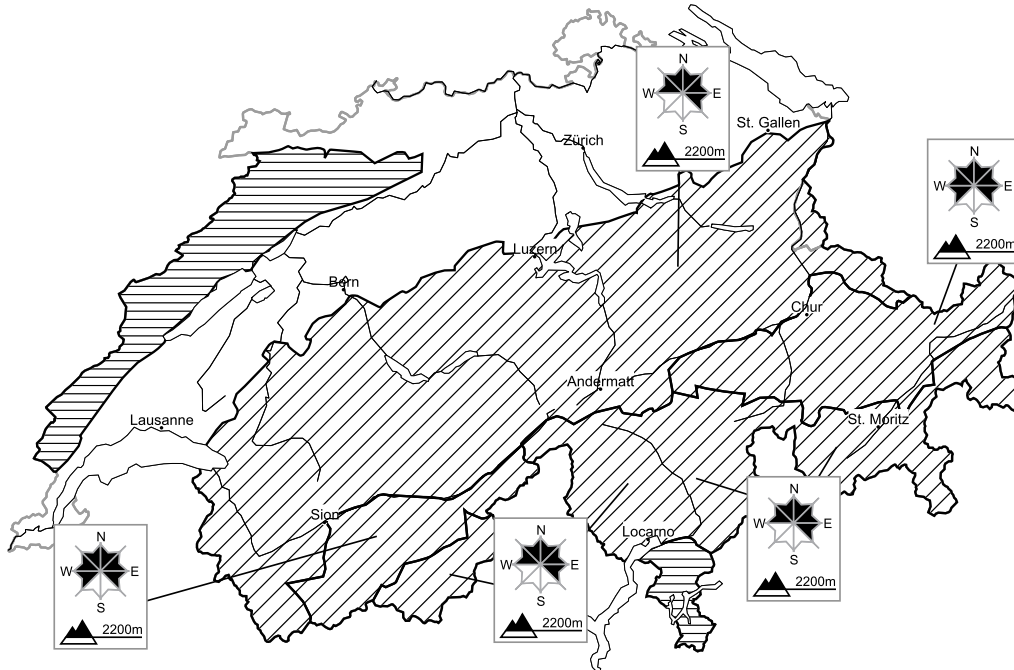 N
W E
S
2200m
St. Gallen
Zürich
N
W E
S
2200m
Luzern
Bern
Chur
Andermatt
Lausanne
St. Moritz
N
W E
S
2200m
Sion
Locarno
N
W E
S
2200m
N
W E
S
2200m